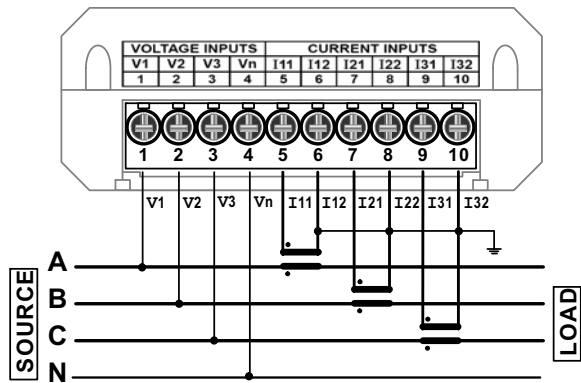 VOLTAGE INPUTS CURRENT INPUTS
V1 V2 V3 Vn I11 I12 I21 I22 I31 I32
1 2 3 4 5 6 7 8 9 10
1 2 3 4 5 6 7 8 9 10
V1 V2 V3 Vn I11 I12 I21 I22 I31 I32
A
B
C
N
SOURCE
LOAD